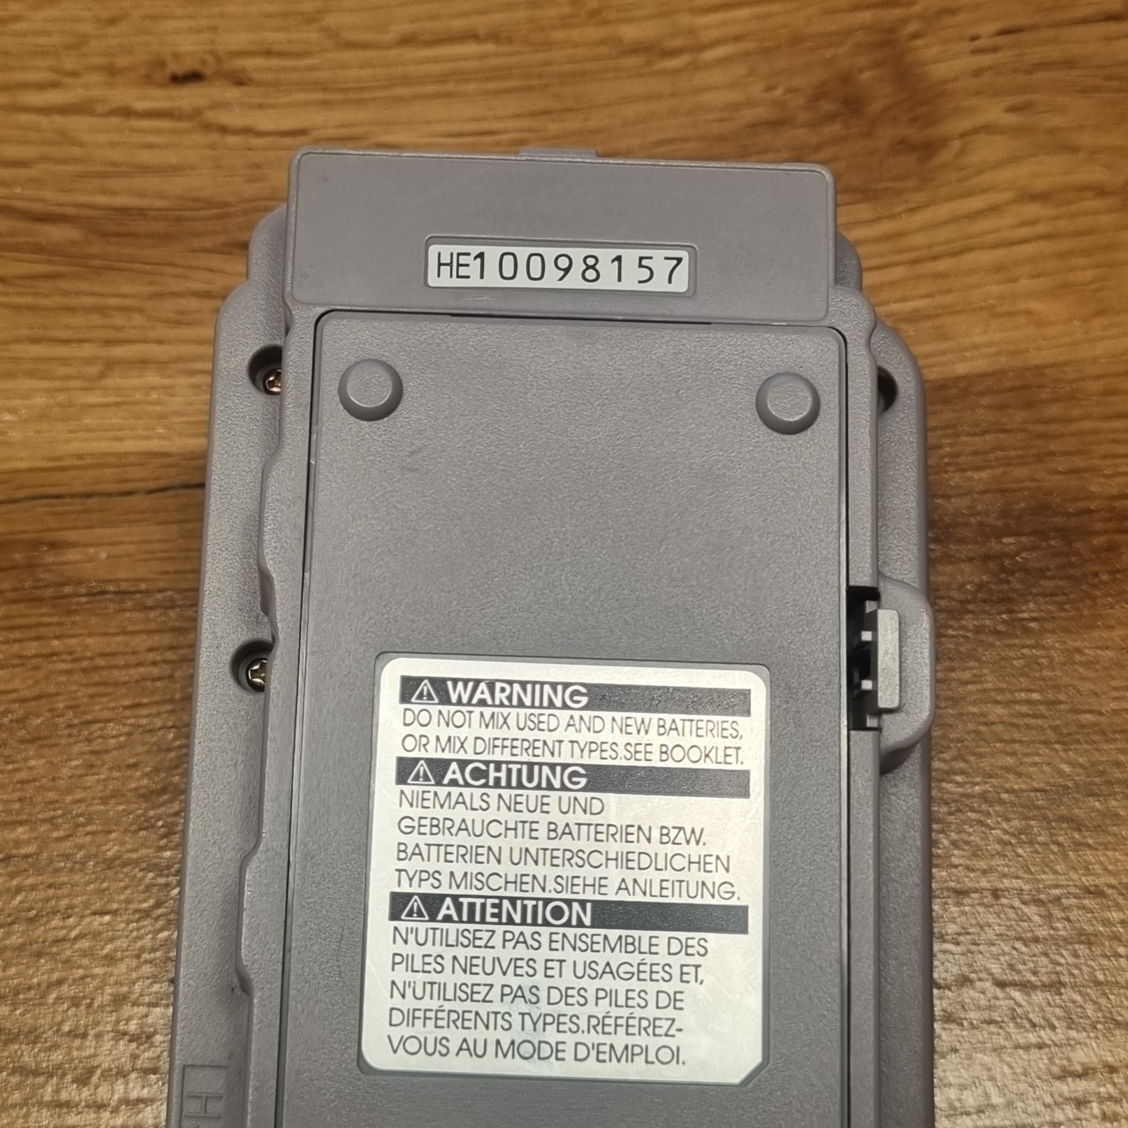 HE10098157
⚠ WARNING
DO NOT MIX USED AND NEW BATTERIES,
OR MIX DIFFERENT TYPES.SEE BOOKLET.
⚠ ACHTUNG
NIEMALS NEUE UND
GEBRAUCHTE BATTERIEN BZW.
BATTERIEN UNTERSCHIEDLICHEN
TYPS MISCHEN.SIEHE ANLEITUNG.
⚠ ATTENTION
N'UTILISEZ PAS ENSEMBLE DES
PILES NEUVES ET USAGÉES ET,
N'UTILISEZ PAS DES PILES DE
DIFFÉRENTS TYPES.RÉFÉREZ-
VOUS AU MODE D'EMPLOI.